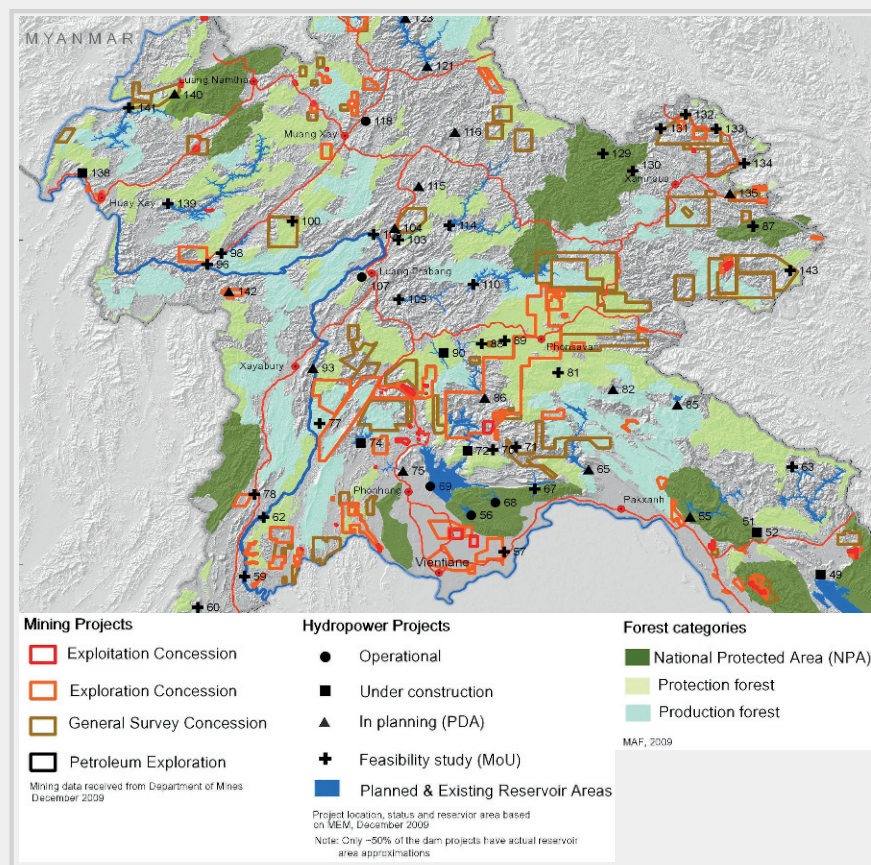 MYANMAR
123
121
Luang Namtha
140
141
118
Muang Xay
116
132
131
133
129
130
134
Xamneua
135
138
Huay Xay
139
115
100
104
103
114
87
98
96
143
Luang Prabang
107
110
142
109
88
89
Phonsavan
90
Xayabury
93
81
86
82
85
77
74
72
71
75
65
63
69
78
Phonhong
67
68
Pakxanh
62
56
55
51
52
57
Vientiane
59
49
60
Mining Projects
Exploitation Concession
Exploration Concession
General Survey Concession
Petroleum Exploration
Mining data received from Department of Mines
December 2009
Hydropower Projects
Operational
Under construction
In planning (PDA)
Feasibility study (MoU)
Planned & Existing Reservoir Areas
Project location, status and reservior area based
on MEM, December 2009
Note: Only ~50% of the dam projects have actual reservoir
area approximations
Forest categories
National Protected Area (NPA)
Protection forest
Production forest
MAF, 2009